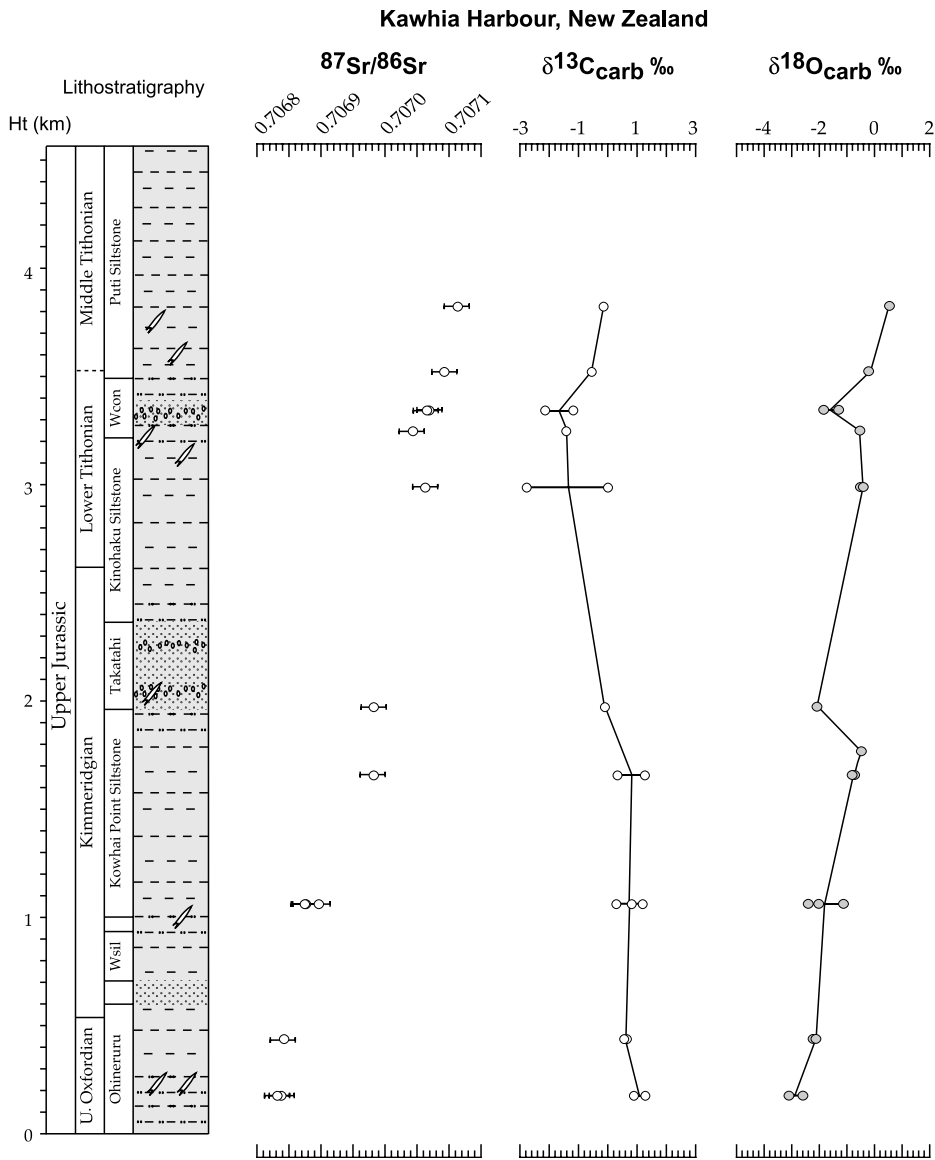 Kawhia Harbour, New Zealand
87Sr/86Sr
δ13Ccarb ‰
δ18Ocarb ‰
Lithostratigraphy
Ht (km)
0.7068
0.7069
0.7070
0.7071
-3
-1
1
3
-4
-2
0
2
4
3
2
1
0
Upper Jurassic
Middle Tithonian
Lower Tithonian
Kimmeridgian
U. Oxfordian
Puti Siltstone
Wcon
Kinohaku Siltstone
Takatahi
Kowhai Point Siltstone
Wsil
Ohineruru